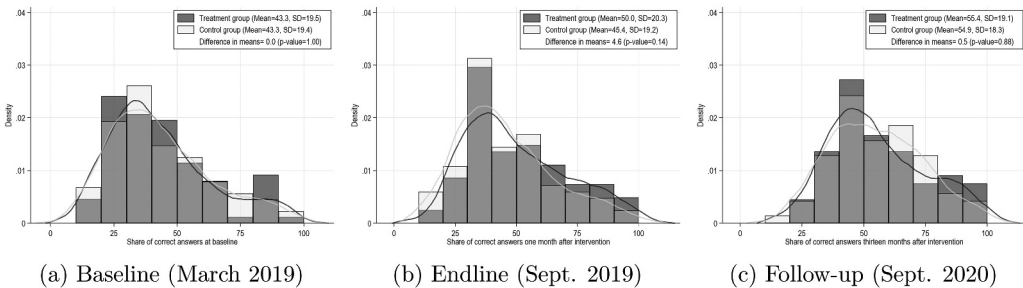 Treatment group (Mean=43.3, SD=19.5)
Control group (Mean=43.3, SD=19.4)
Difference in means= 0.0 (p-value=1.00)
.04
.03
.02
.01
0
Density
0
25
50
75
100
Share of correct answers at baseline
(a) Baseline (March 2019)
Treatment group (Mean=50.0, SD=20.3)
Control group (Mean=45.4, SD=19.2)
Difference in means= 4.6 (p-value=0.14)
.04
.03
.02
.01
0
Density
0
25
50
75
100
Share of correct answers one month after intervention
(b) Endline (Sept. 2019)
Treatment group (Mean=55.4, SD=19.1)
Control group (Mean=54.9, SD=18.3)
Difference in means= 0.5 (p-value=0.88)
.04
.03
.02
.01
0
Density
0
25
50
75
100
Share of correct answers thirteen months after intervention
(c) Follow-up (Sept. 2020)